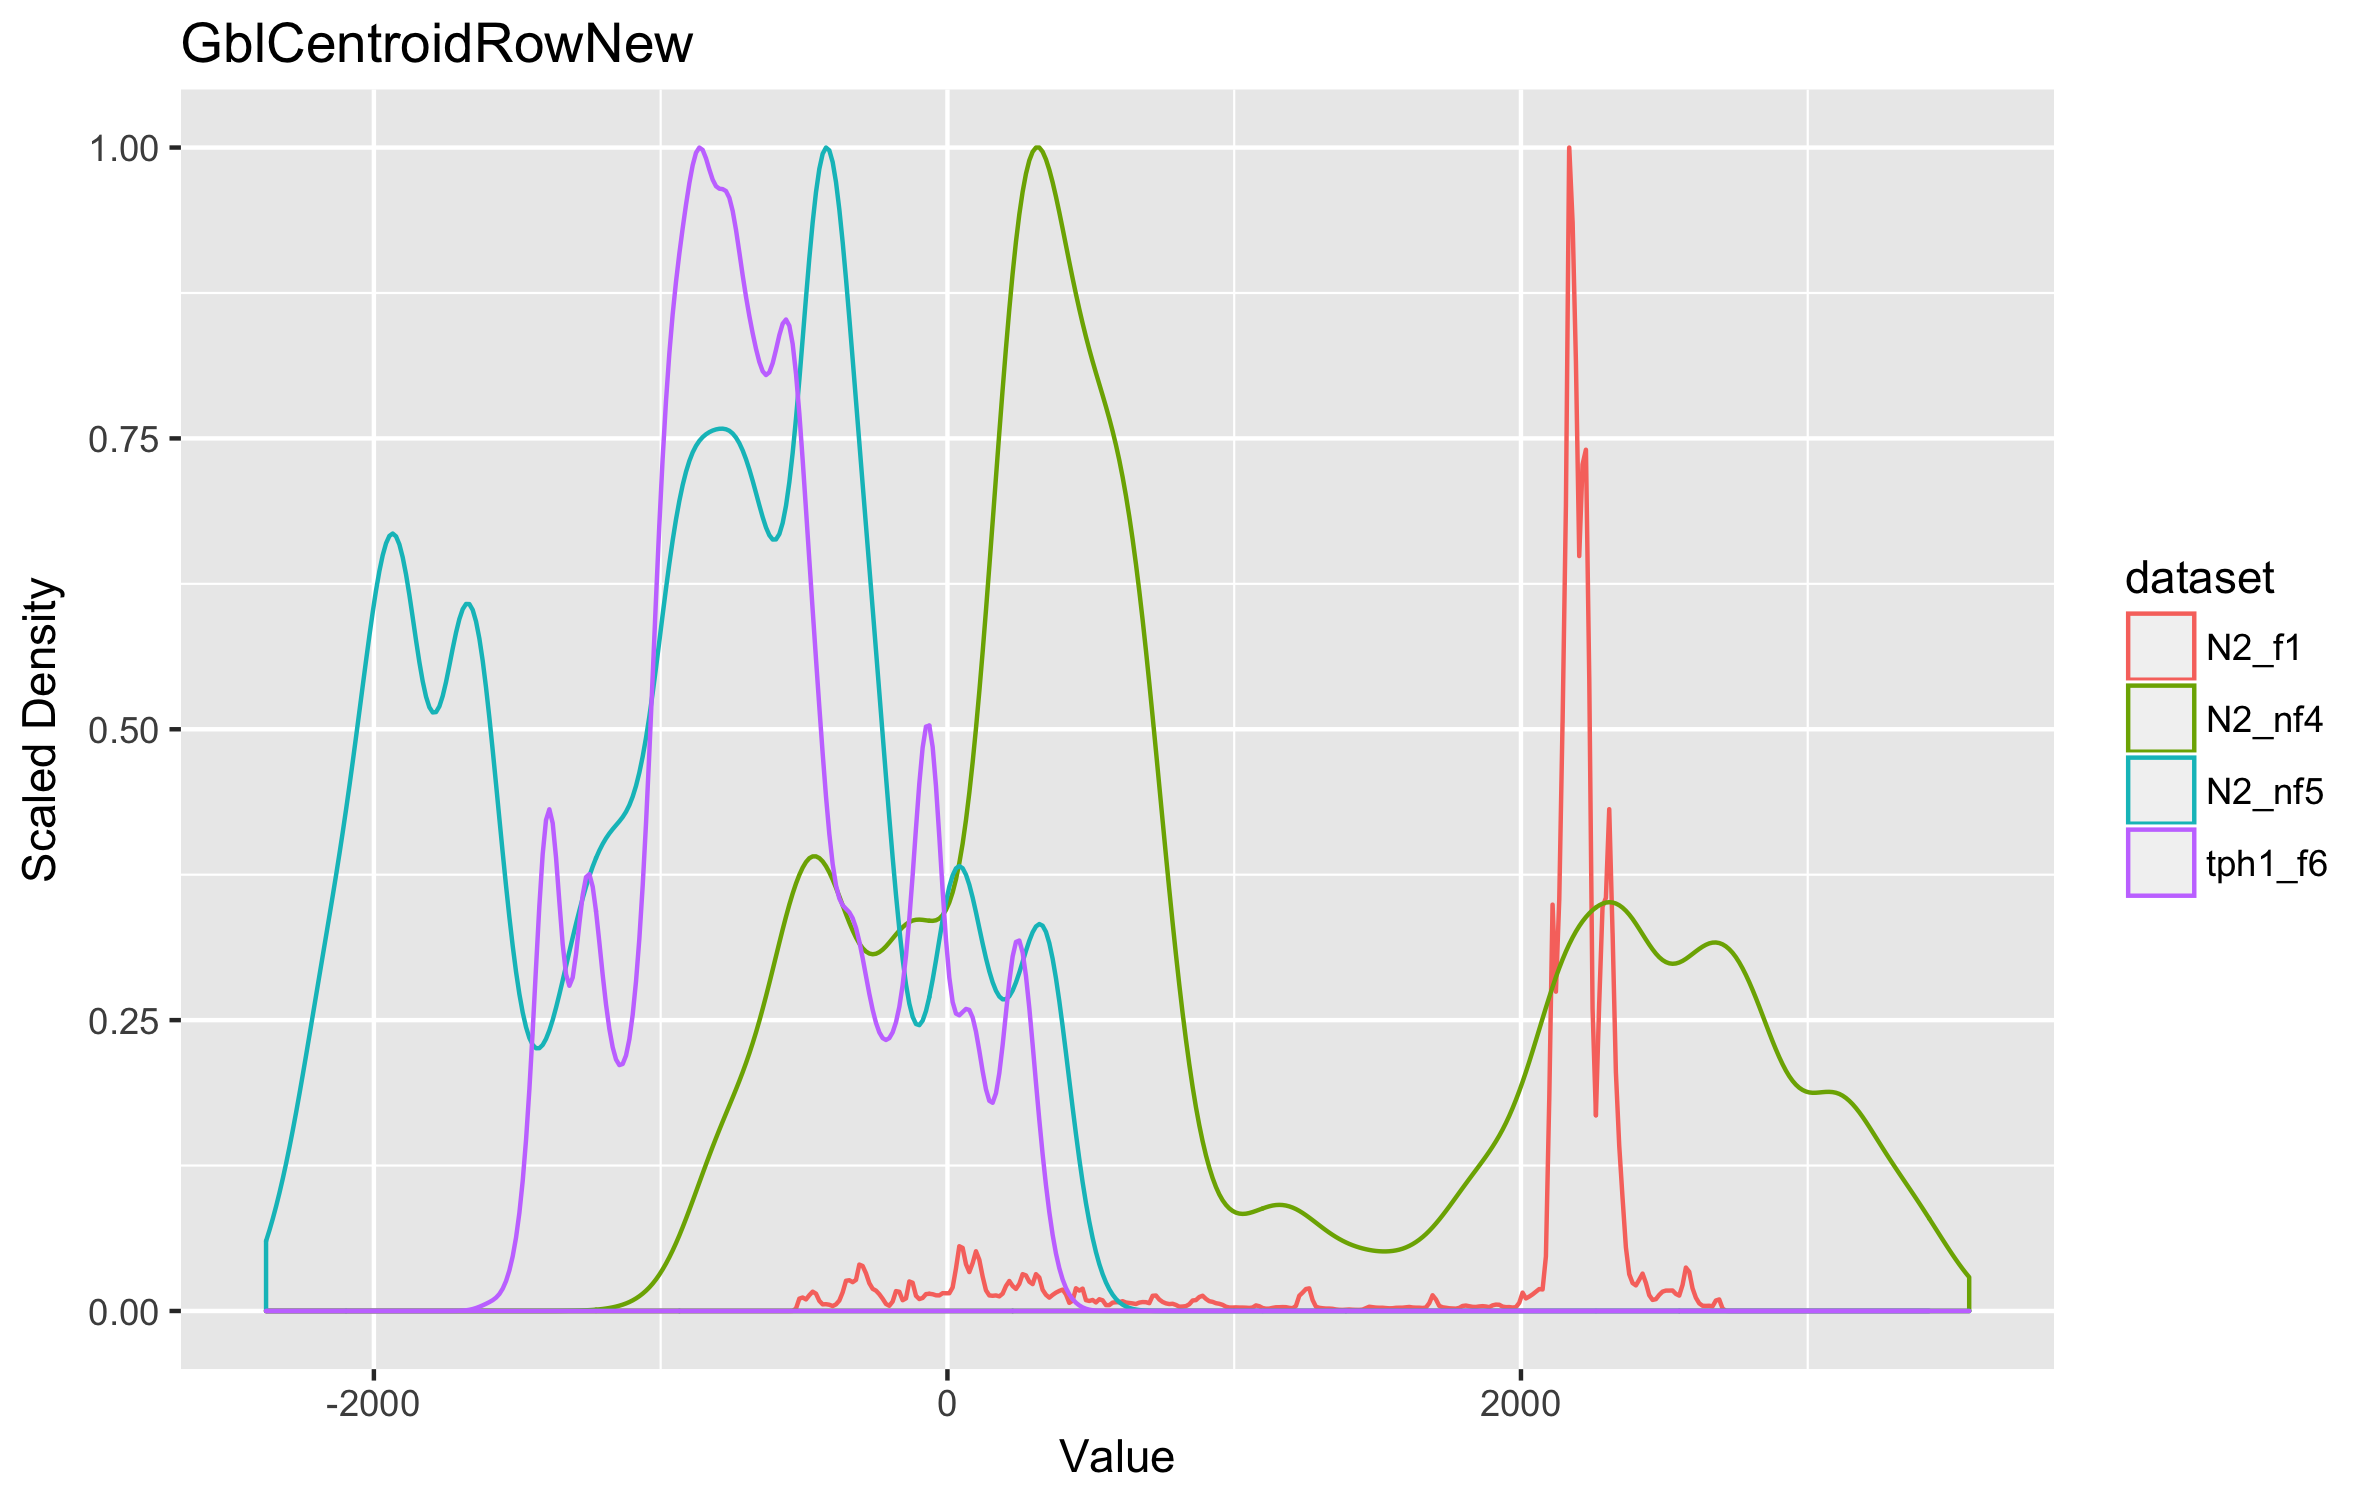 GblCentroidRowNew
1.00
0.75
0.50
0.25
0.00
Scaled Density
-2000
0
2000
Value
dataset
N2_f1
N2_nf4
N2_nf5
tph1_f6